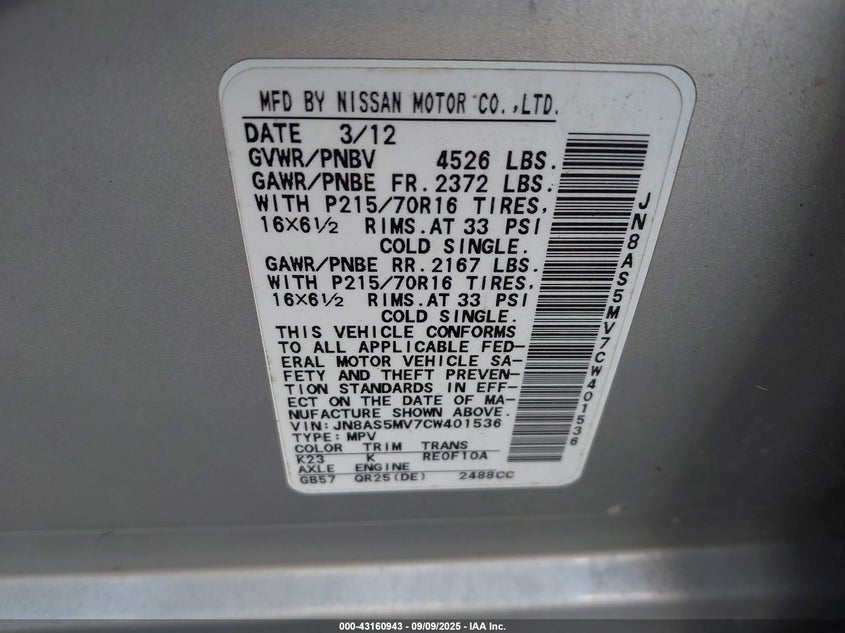 MFD BY NISSAN MOTOR CO.,LTD.
DATE 3/12
GVWR/PNBV 4526 LBS.
GAWR/PNBE FR. 2372 LBS.
WITH P215/70R16 TIRES,
16X6½ RIMS. AT 33 PSI
COLD SINGLE.
GAWR/PNBE RR. 2167 LBS.
WITH P215/70R16 TIRES,
16X6½ RIMS. AT 33 PSI
COLD SINGLE.
THIS VEHICLE CONFORMS
TO ALL APPLICABLE FED-
ERAL MOTOR VEHICLE SA-
FETY AND THEFT PREVEN-
TION STANDARDS IN EFF-
ECT ON THE DATE OF MA-
NUFACTURE SHOWN ABOVE.
VIN: JN8AS5MV7CW401536
TYPE: MPV
COLOR TRIM TRANS
K23 K RE0F10A
AXLE ENGINE
GB57 QR25(DE) 2488CC
JN8AS5MV7CW401536
000-43160943 - 09/09/2025 - IAA Inc.